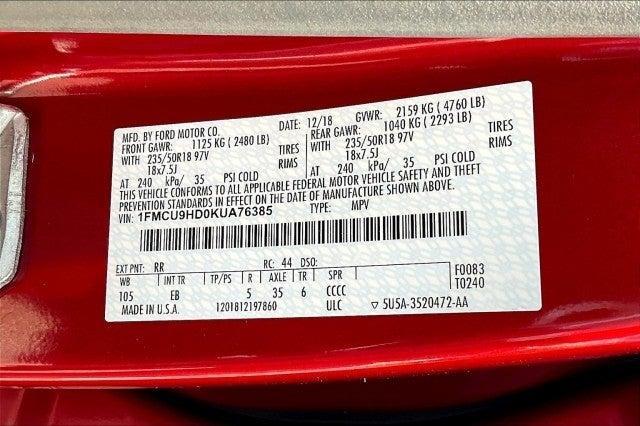 MFD. BY FORD MOTOR CO. DATE: 12/18 GVWR: 2159 KG ( 4760 LB)
FRONT GAWR: 1125 KG ( 2480 LB) REAR GAWR: 1040 KG ( 2293 LB)
WITH 235/50R18 97V TIRES WITH 235/50R18 97V TIRES
18x7.5J RIMS 18x7.5J RIMS
AT 240 kPa/ 35 PSI COLD AT 240 kPa/ 35 PSI COLD
THIS VEHICLE CONFORMS TO ALL APPLICABLE FEDERAL MOTOR VEHICLE SAFETY AND THEFT
PREVENTION STANDARDS IN EFFECT ON THE DATE OF MANUFACTURE SHOWN ABOVE.
VIN: 1FMCU9HD0KUA76385 TYPE: MPV
EXT PNT: RR RC: 44 DSO:
WB INT TR TP/PS R AXLE TR SPR F0083
105 EB 5 35 6 CCCC T0240
1201812197860 ULC ▽ 5U5A-3520472-AA